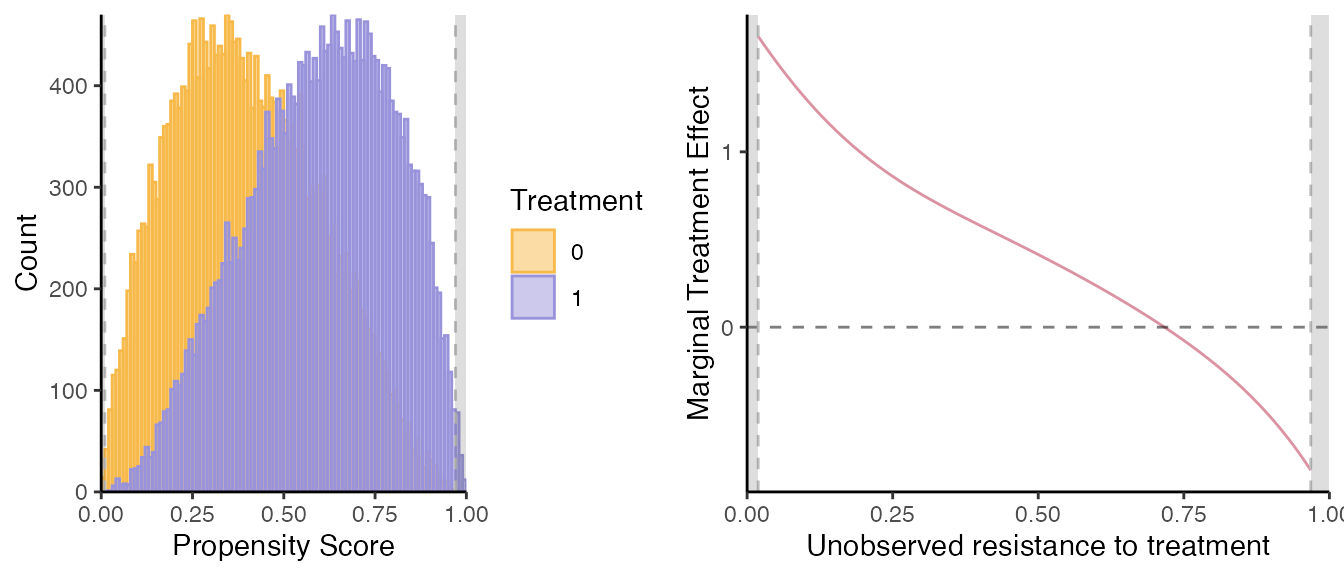 Count
400
300
200
100
0
0.00 0.25 0.50 0.75 1.00
Propensity Score
Treatment
0
1
Marginal Treatment Effect
1
0
0.00 0.25 0.50 0.75 1.00
Unobserved resistance to treatment